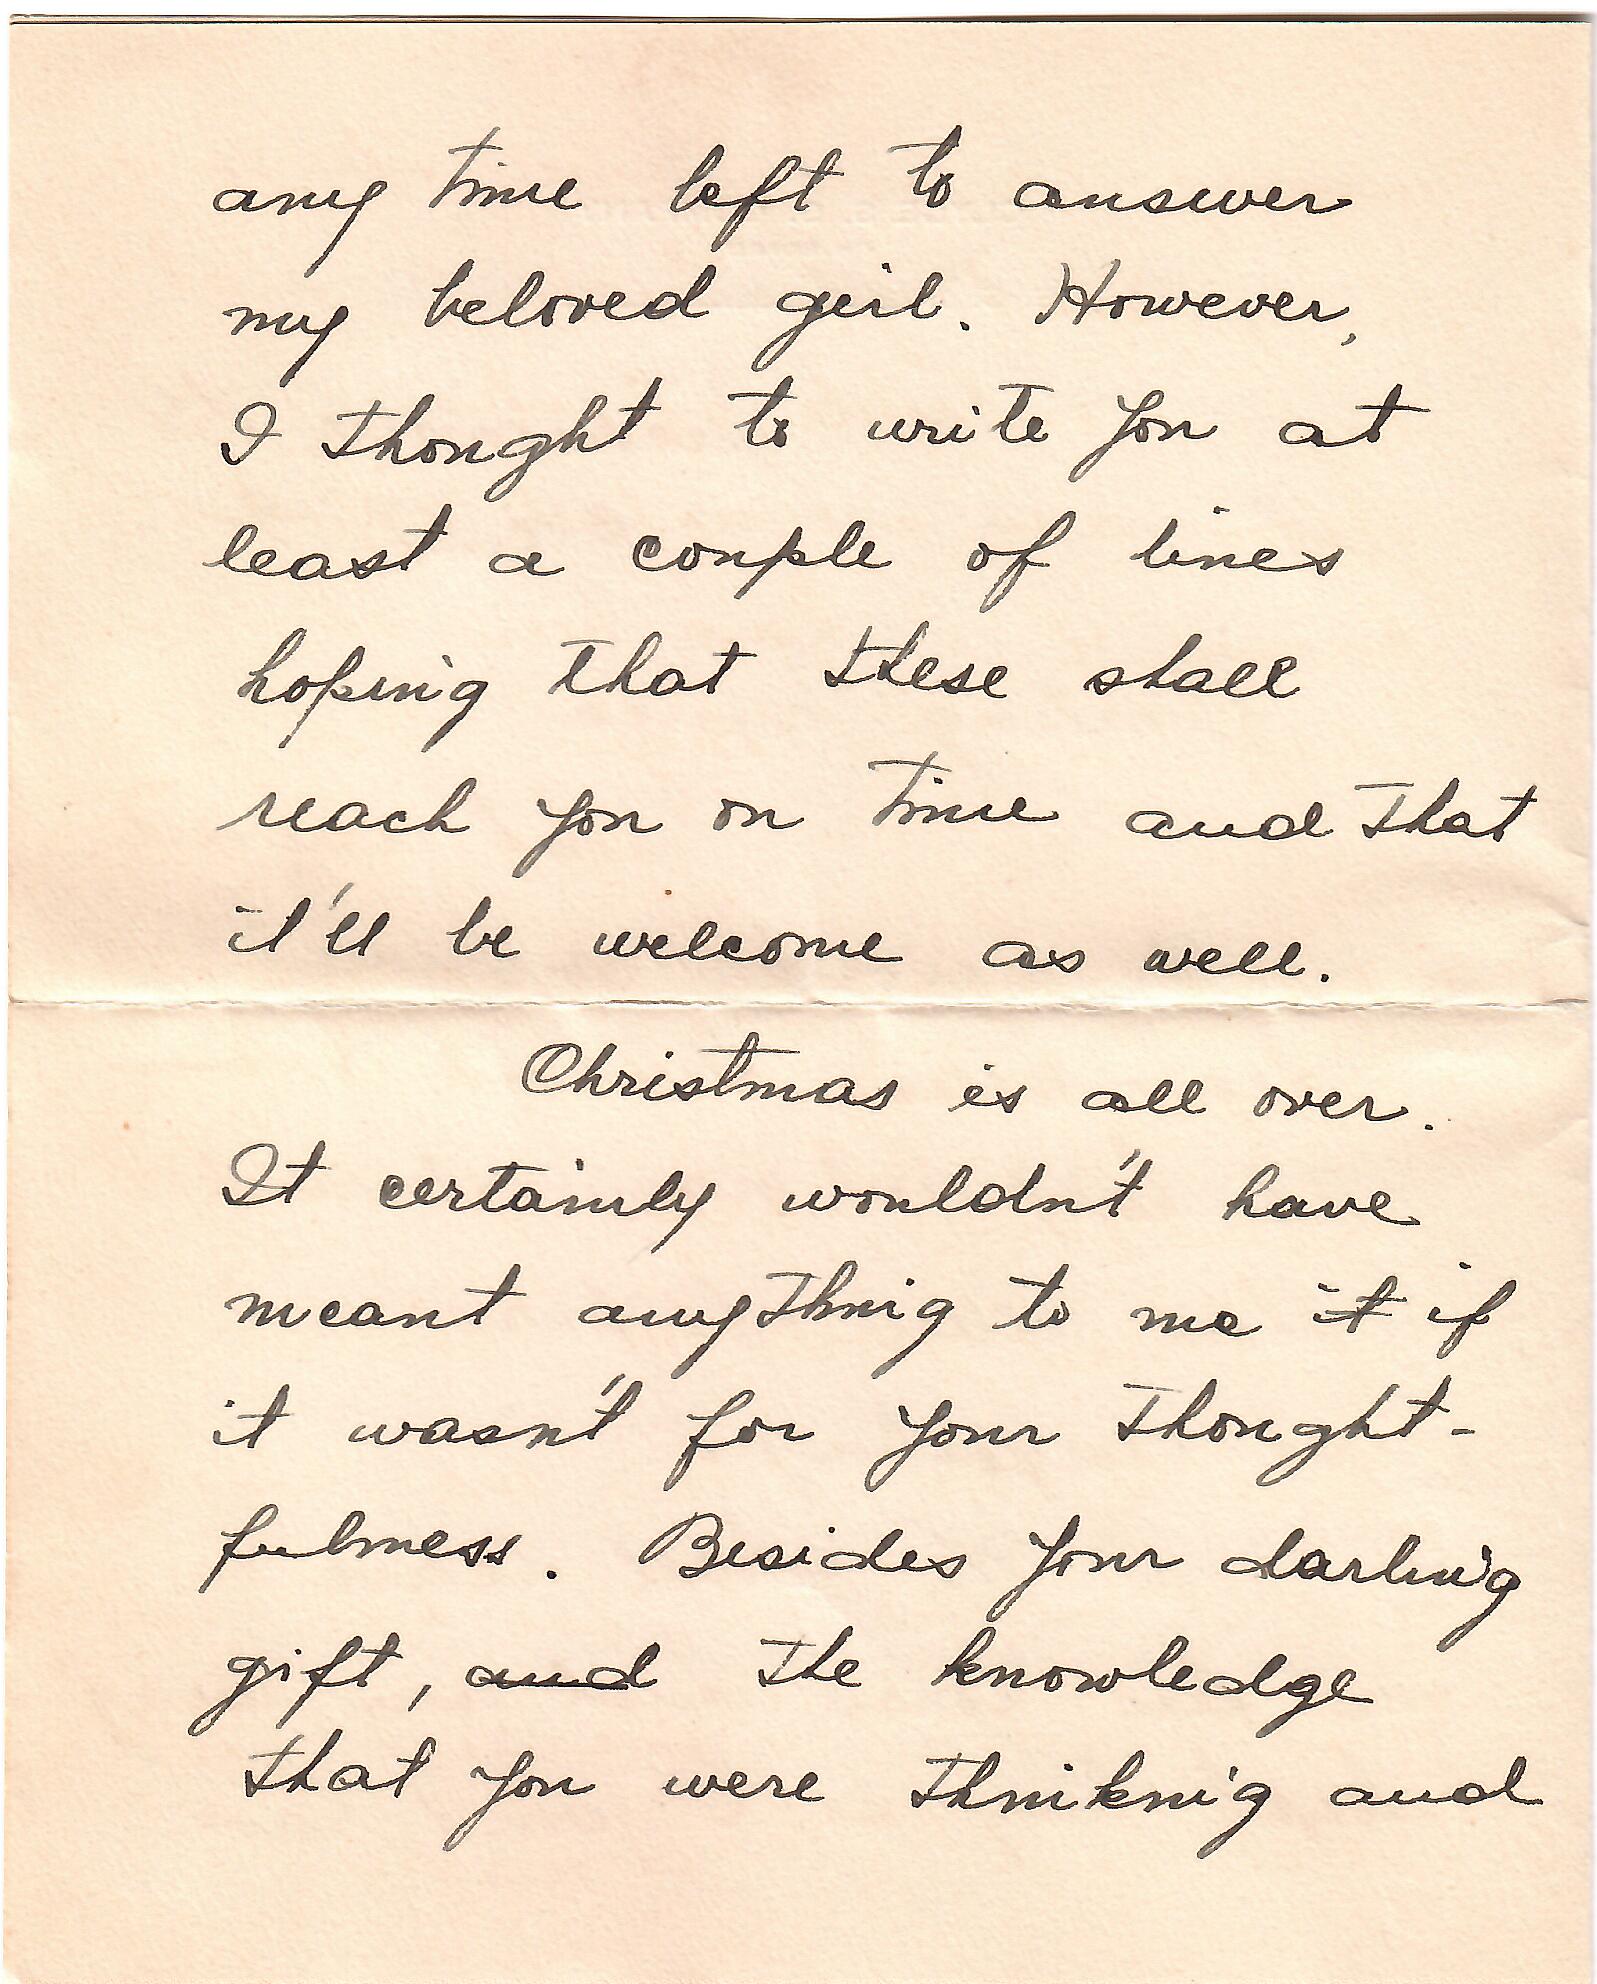 any time left to answer
my beloved girl. However,
I thought to write you at
least a couple of lines
hoping that these shall
reach you on time and that
it'll be welcome as well.
Christmas is all over.
It certainly wouldn't have
meant anything to me it if
it wasn't for your thought-
fulness. Besides your darling
gift, and the knowledge
that you were thinking and